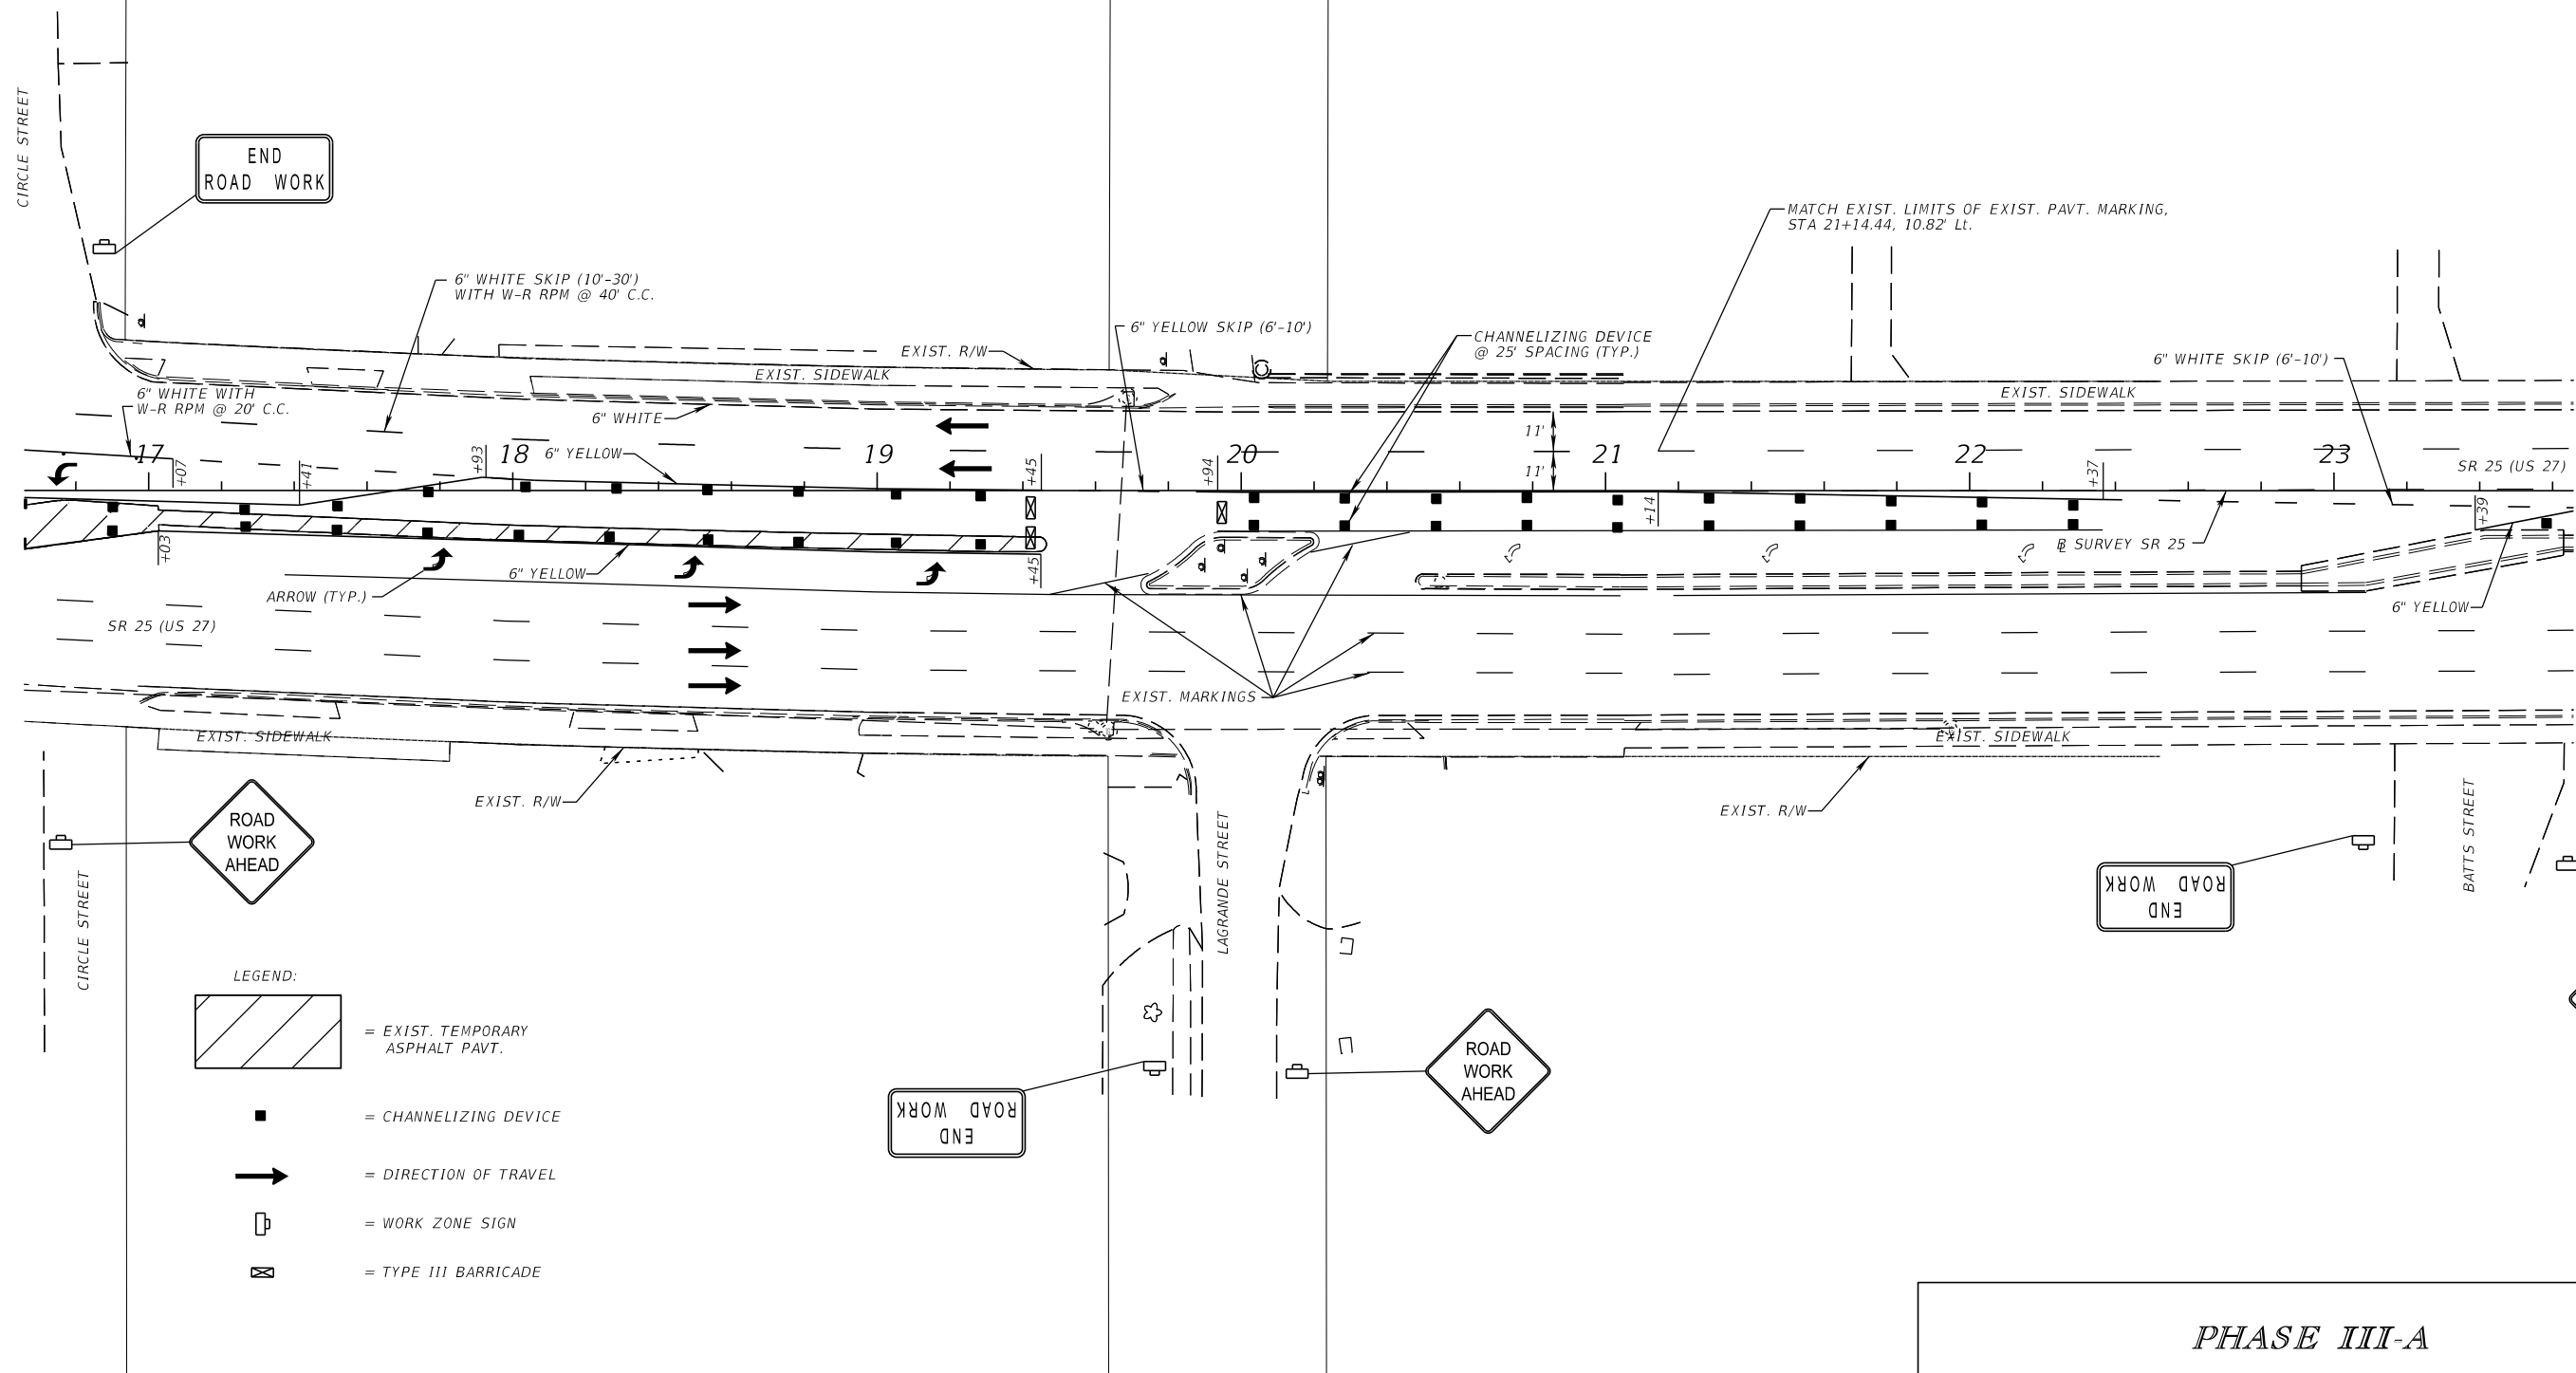 CIRCLE STREET
END
ROAD WORK
MATCH EXIST. LIMITS OF EXIST. PAVT. MARKING,
STA 21+14.44, 10.82' Lt.
6" WHITE SKIP (10'-30')
WITH W-R RPM @ 40' C.C.
6" YELLOW SKIP (6'-10')
CHANNELIZING DEVICE
@ 25' SPACING (TYP.)
EXIST. R/W
6" WHITE SKIP (6'-10')
EXIST. SIDEWALK
6" WHITE WITH
W-R RPM @ 20' C.C.
6" WHITE
EXIST. SIDEWALK
11'
11'
17
+07
+41
+93
18
6" YELLOW
19
+45
+94
20
21
+14
22
+37
23
SR 25 (US 27)
+39
+03
+45
6" YELLOW
ARROW (TYP.)
SR 25 (US 27)
B SURVEY SR 25
6" YELLOW
EXIST. MARKINGS
EXIST. SIDEWALK
EXIST. SIDEWALK
EXIST. R/W
EXIST. R/W
ROAD
WORK
AHEAD
CIRCLE STREET
LAGRANDE STREET
BATTS STREET
END
ROAD WORK
LEGEND:
= EXIST. TEMPORARY
ASPHALT PAVT.
= CHANNELIZING DEVICE
= DIRECTION OF TRAVEL
= WORK ZONE SIGN
= TYPE III BARRICADE
END
ROAD WORK
ROAD
WORK
AHEAD
PHASE III-A